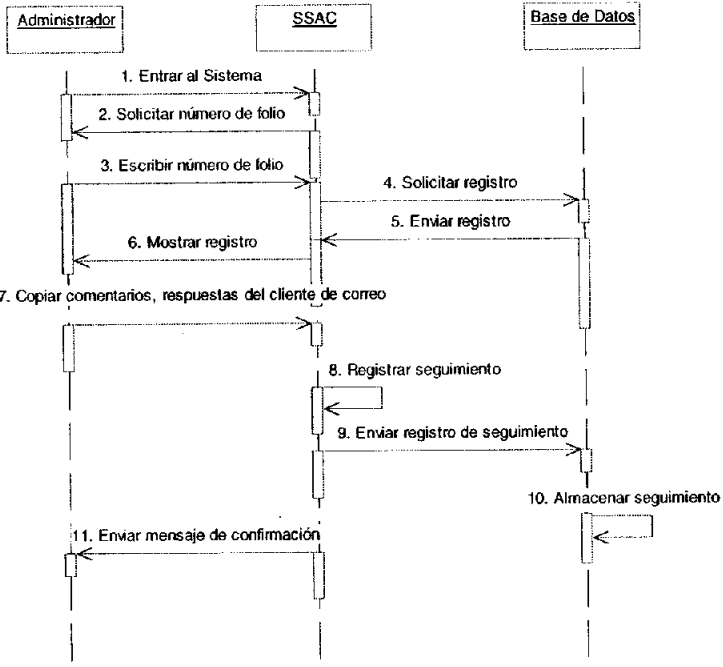 Administrador
SSAC
Base de Datos
1. Entrar al Sistema
2. Solicitar número de folio
3. Escribir número de folio
4. Solicitar registro
5. Enviar registro
6. Mostrar registro
7. Copiar comentarios, respuestas del cliente de correo
8. Registrar seguimiento
9. Enviar registro de seguimiento
10. Almacenar seguimiento
11. Enviar mensaje de confirmación